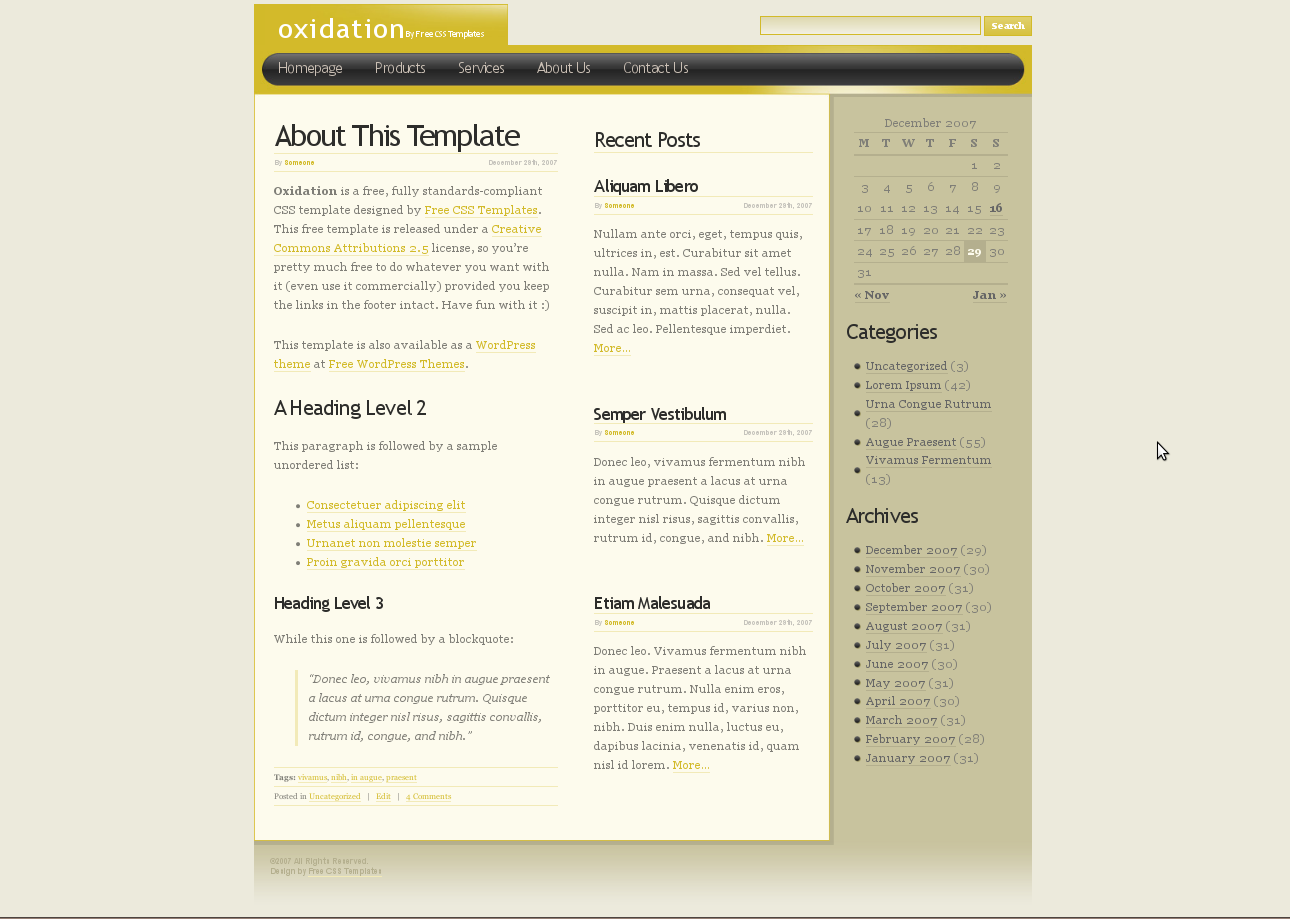 oxidation By Free CSS Templates
Search
Homepage Products Services About Us Contact Us
About This Template
By Someone December 28th, 2007
Oxidation is a free, fully standards-compliant
CSS template designed by Free CSS Templates.
This free template is released under a Creative
Commons Attributions 2.5 license, so you're
pretty much free to do whatever you want with
it (even use it commercially) provided you keep
the links in the footer intact. Have fun with it :)
This template is also available as a WordPress
theme at Free WordPress Themes.
A Heading Level 2
This paragraph is followed by a sample
unordered list:
Consectetuer adipiscing elit
Metus aliquam pellentesque
Urnanet non molestie semper
Proin gravida orci porttitor
Heading Level 3
While this one is followed by a blockquote:
"Donec leo, vivamus nibh in augue praesent
a lacus at urna congue rutrum. Quisque
dictum integer nisl risus, sagittis convallis,
rutrum id, congue, and nibh."
Tags: vivamus, nibh, in augue, praesent
Posted in Uncategorized | Edit | 4 Comments
Recent Posts
Aliquam Libero
By Someone December 28th, 2007
Nullam ante orci, eget, tempus quis,
ultrices in, est. Curabitur sit amet
nulla. Nam in massa. Sed vel tellus.
Curabitur sem urna, consequat vel,
suscipit in, mattis placerat, nulla.
Sed ac leo. Pellentesque imperdiet.
More...
Semper Vestibulum
By Someone December 28th, 2007
Donec leo, vivamus fermentum nibh
in augue praesent a lacus at urna
congue rutrum. Quisque dictum
integer nisl risus, sagittis convallis,
rutrum id, congue, and nibh. More...
Etiam Malesuada
By Someone December 28th, 2007
Donec leo. Vivamus fermentum nibh
in augue. Praesent a lacus at urna
congue rutrum. Nulla enim eros,
porttitor eu, tempus id, varius non,
nibh. Duis enim nulla, luctus eu,
dapibus lacinia, venenatis id, quam
nisl id lorem. More...
December 2007
M T W T F S S
1 2
3 4 5 6 7 8 9
10 11 12 13 14 15 16
17 18 19 20 21 22 23
24 25 26 27 28 29 30
31
« Nov Jan »
Categories
Uncategorized (3)
Lorem Ipsum (42)
Urna Congue Rutrum
(28)
Augue Praesent (55)
Vivamus Fermentum
(13)
Archives
December 2007 (29)
November 2007 (30)
October 2007 (31)
September 2007 (30)
August 2007 (31)
July 2007 (31)
June 2007 (30)
May 2007 (31)
April 2007 (30)
March 2007 (31)
February 2007 (28)
January 2007 (31)
©2007 All Rights Reserved.
Design by Free CSS Templates